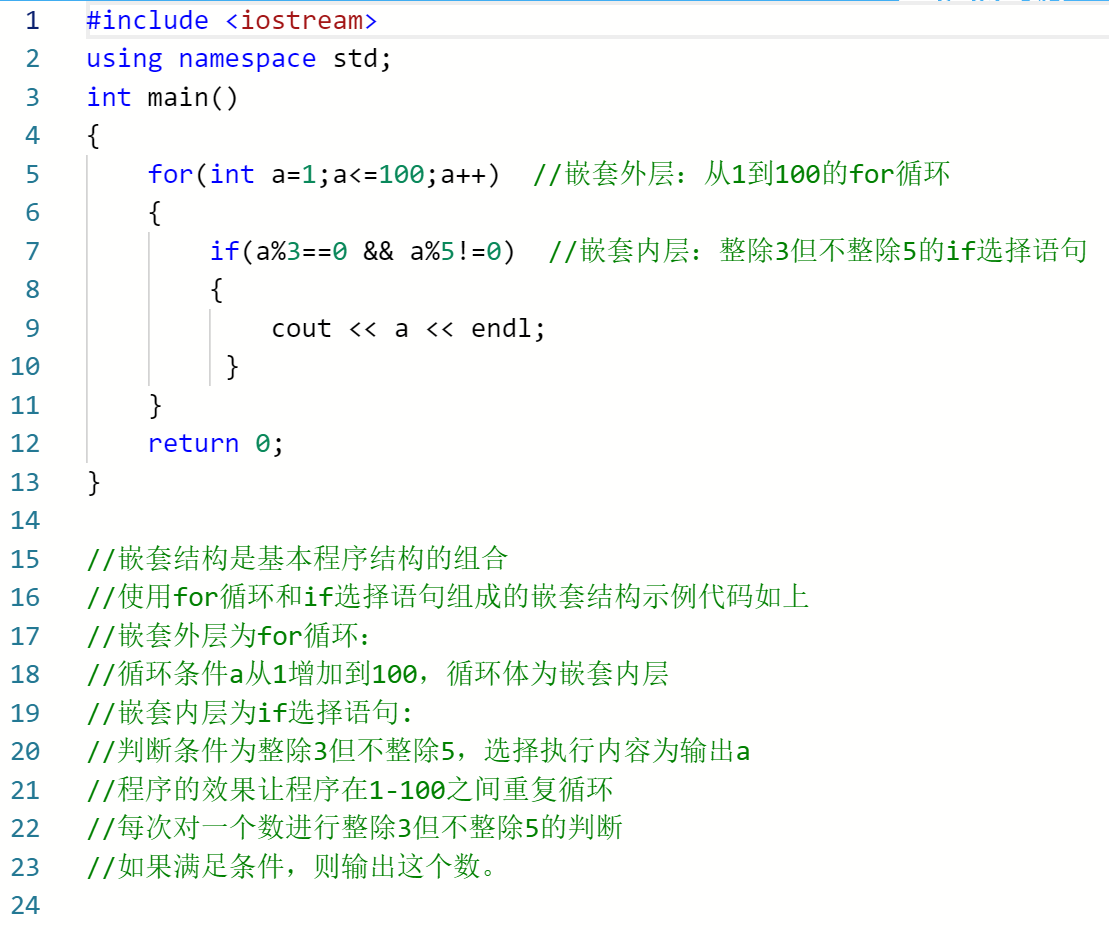 1 #include <iostream>
2 using namespace std;
3 int main()
4 {
5 for(int a=1;a<=100;a++) //嵌套外层：从1到100的for循环
6 {
7 if(a%3==0 && a%5!=0) //嵌套内层：整除3但不整除5的if选择语句
8 {
9 cout << a << endl;
10 }
11 }
12 return 0;
13 }
14
15 //嵌套结构是基本程序结构的组合
16 //使用for循环和if选择语句组成的嵌套结构示例代码如上
17 //嵌套外层为for循环：
18 //循环条件a从1增加到100，循环体为嵌套内层
19 //嵌套内层为if选择语句：
20 //判断条件为整除3但不整除5，选择执行内容为输出a
21 //程序的效果让程序在1-100之间重复循环
22 //每次对一个数进行整除3但不整除5的判断
23 //如果满足条件，则输出这个数。
24